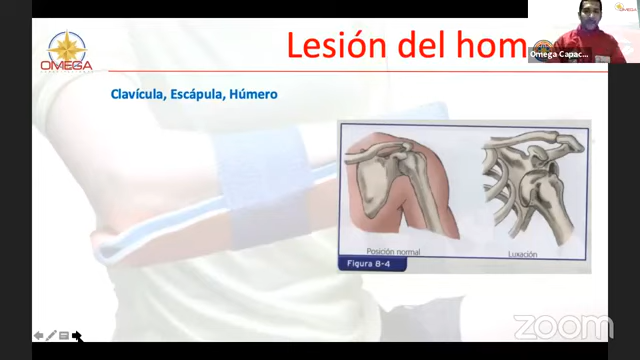 Lesión del hom
OMEGA
Omega Capac...
Clavícula, Escápula, Húmero
Posición normal
Luxación
Figura 8-4
zoom